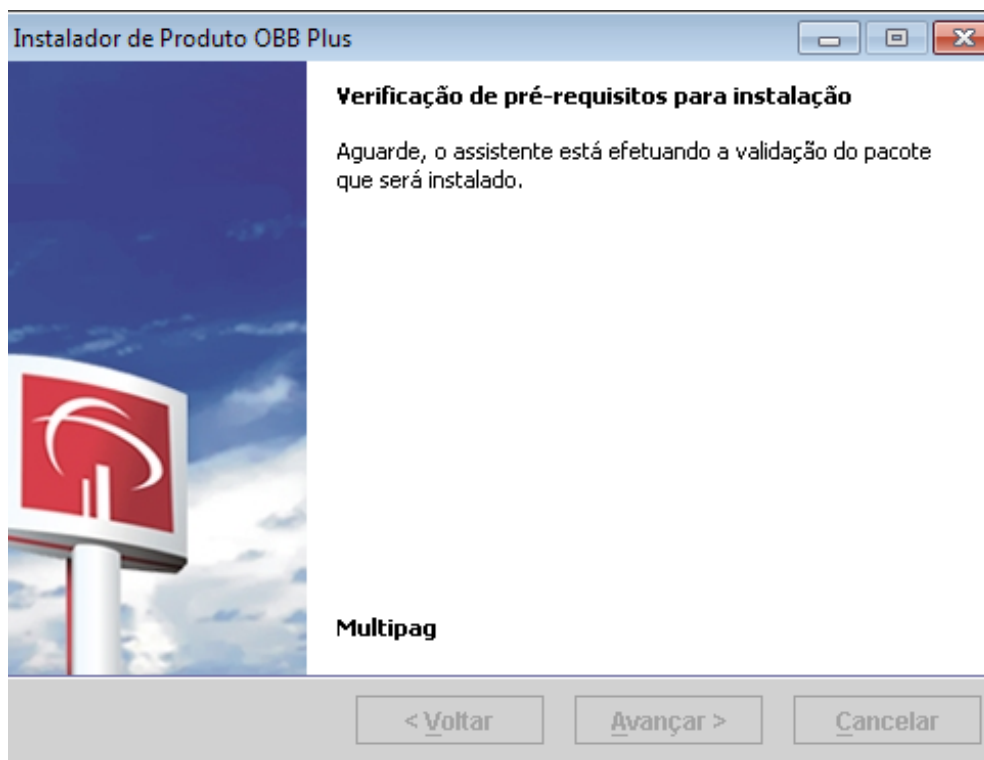 Instalador de Produto OBB Plus
Verificação de pré-requisitos para instalação
Aguarde, o assistente está efetuando a validação do pacote
que será instalado.
Multipag
< Voltar
Avançar >
Cancelar